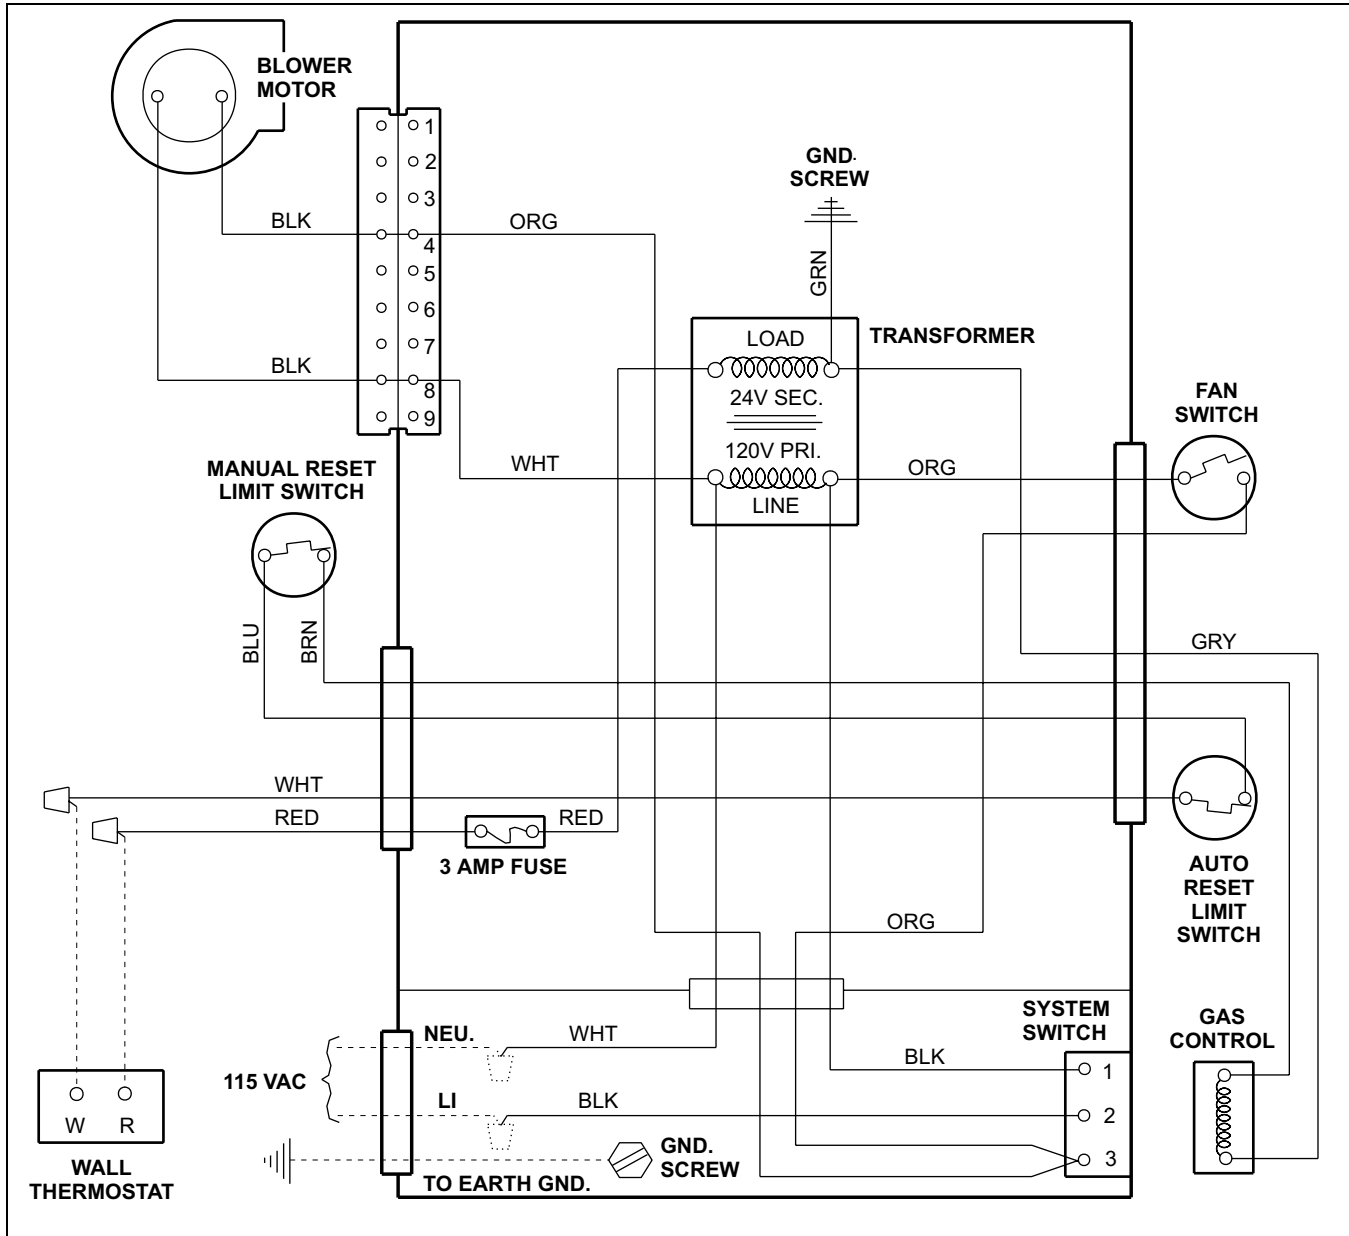 BLOWER
MOTOR
1
2
3
BLK
ORG
4
5
6
7
BLK
8
9
GND.
SCREW
GRN
LOAD
TRANSFORMER
24V SEC.
120V PRI.
LINE
WHT
ORG
FAN
SWITCH
MANUAL RESET
LIMIT SWITCH
BLU
BRN
GRY
WHT
RED
RED
3 AMP FUSE
AUTO
RESET
LIMIT
SWITCH
ORG
SYSTEM
SWITCH
GAS
CONTROL
NEU.
WHT
BLK
1
115 VAC
LI
BLK
2
3
GND.
SCREW
TO EARTH GND.
W
R
WALL
THERMOSTAT